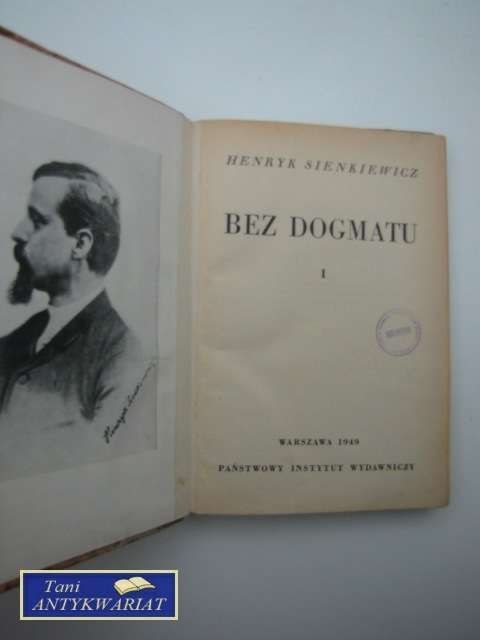 HENRYK SIENKIEWICZ
BEZ DOGMATU
I
WARSZAWA 1949
PAŃSTWOWY INSTYTUT WYDAWNICZY
Tani
ANTYKWARIAT